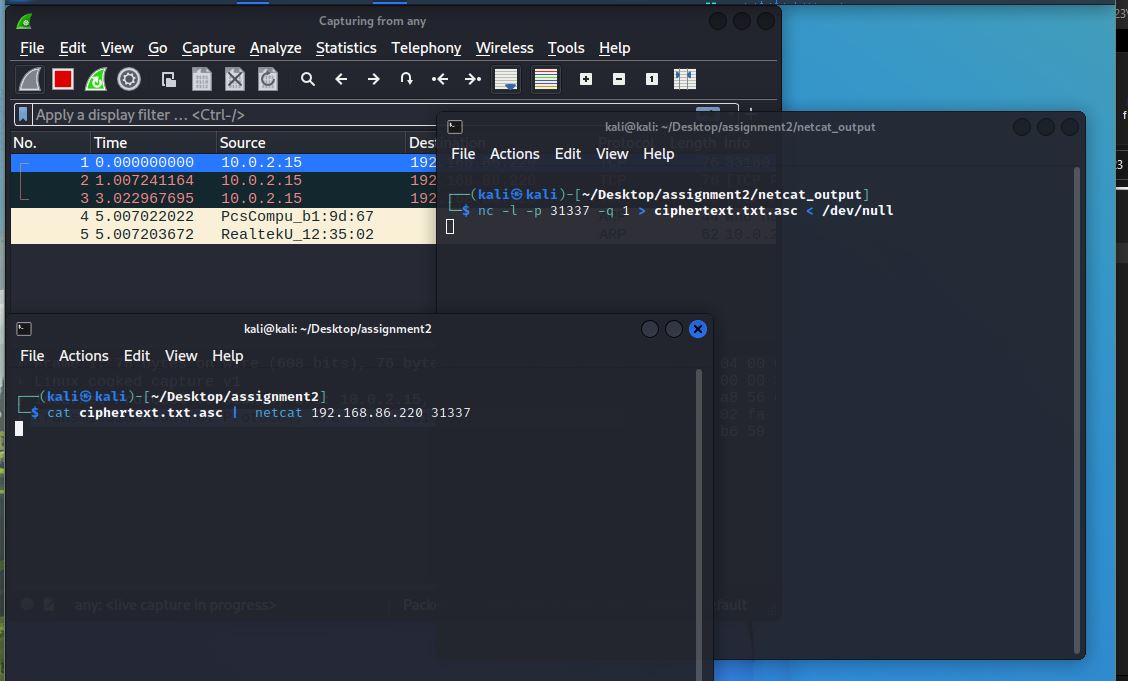 Capturing from any
File Edit View Go Capture Analyze Statistics Telephony Wireless Tools Help
Apply a display filter … <Ctrl-/>
No. Time Source Des
1 0.000000000 10.0.2.15 192
2 1.007241164 10.0.2.15 192
3 3.022967695 10.0.2.15 192
4 5.007022022 PcsCompu_b1:9d:67
5 5.007203672 RealtekU_12:35:02
kali@kali: ~/Desktop/assignment2/netcat_output
File Actions Edit View Help
┌──(kali㉿kali)-[~/Desktop/assignment2/netcat_output]
└─$ nc -l -p 31337 -q 1 > ciphertext.txt.asc < /dev/null
ARP
kali@kali: ~/Desktop/assignment2
File Actions Edit View Help
┌──(kali㉿kali)-[~/Desktop/assignment2]
└─$ cat ciphertext.txt.asc | netcat 192.168.86.220 31337
Linux cooked capture v1
any: <live capture in progress>